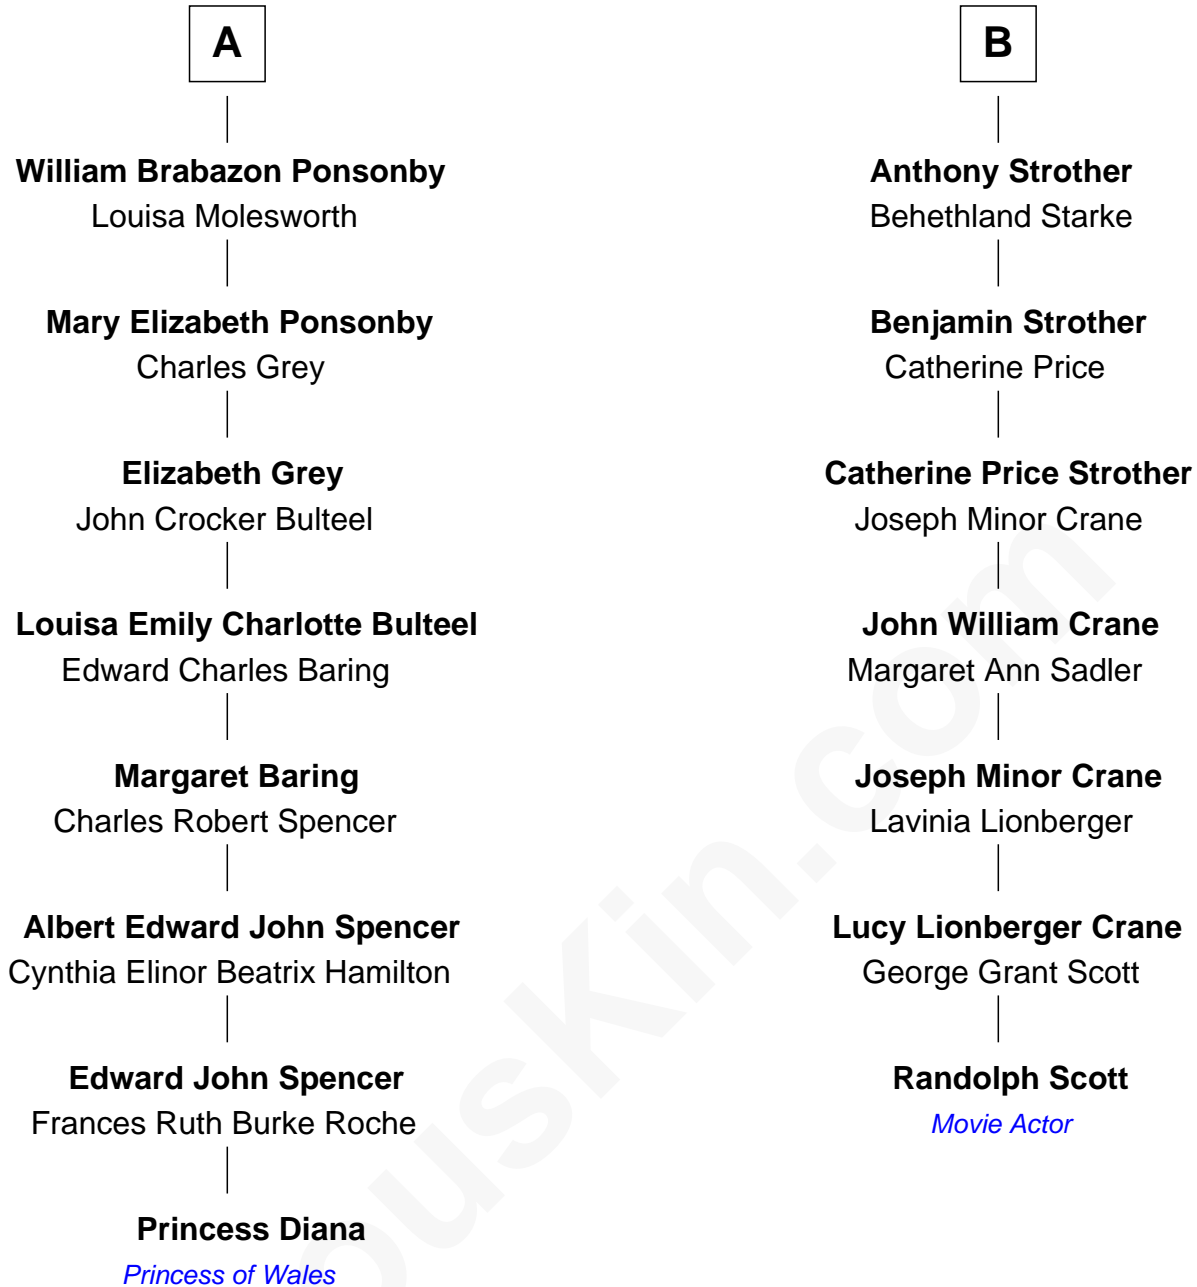 A
William Brabazon Ponsonby
Louisa Molesworth
Mary Elizabeth Ponsonby
Charles Grey
Elizabeth Grey
John Crocker Bulteel
Louisa Emily Charlotte Bulteel
Edward Charles Baring
Margaret Baring
Charles Robert Spencer
Albert Edward John Spencer
Cynthia Elinor Beatrix Hamilton
Edward John Spencer
Frances Ruth Burke Roche
Princess Diana
Princess of Wales
B
Anthony Strother
Behethland Starke
Benjamin Strother
Catherine Price
Catherine Price Strother
Joseph Minor Crane
John William Crane
Margaret Ann Sadler
Joseph Minor Crane
Lavinia Lionberger
Lucy Lionberger Crane
George Grant Scott
Randolph Scott
Movie Actor
ousKin.com